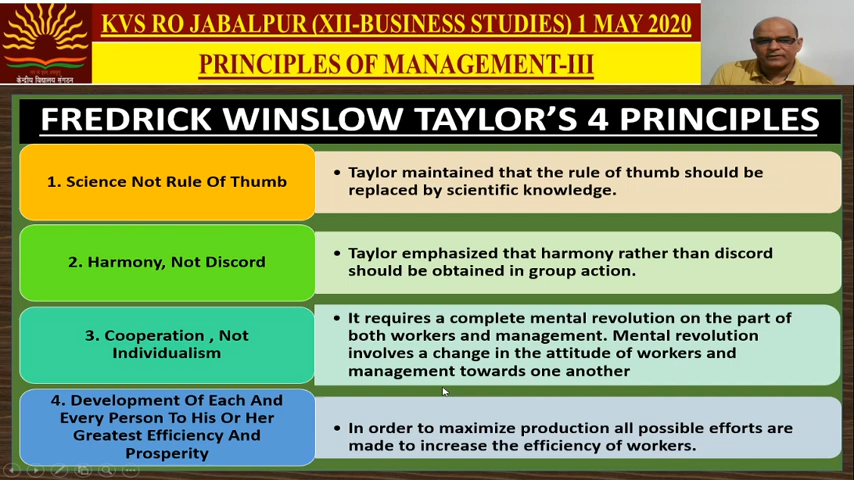 KVS RO JABALPUR (XII-BUSINESS STUDIES) 1 MAY 2020
PRINCIPLES OF MANAGEMENT-III
केन्द्रीय विद्यालय संगठन
FREDRICK WINSLOW TAYLOR'S 4 PRINCIPLES
1. Science Not Rule Of Thumb
• Taylor maintained that the rule of thumb should be
replaced by scientific knowledge.
2. Harmony, Not Discord
• Taylor emphasized that harmony rather than discord
should be obtained in group action.
3. Cooperation , Not
Individualism
• It requires a complete mental revolution on the part of
both workers and management. Mental revolution
involves a change in the attitude of workers and
management towards one another
4. Development Of Each And
Every Person To His Or Her
Greatest Efficiency And
Prosperity
• In order to maximize production all possible efforts are
made to increase the efficiency of workers.